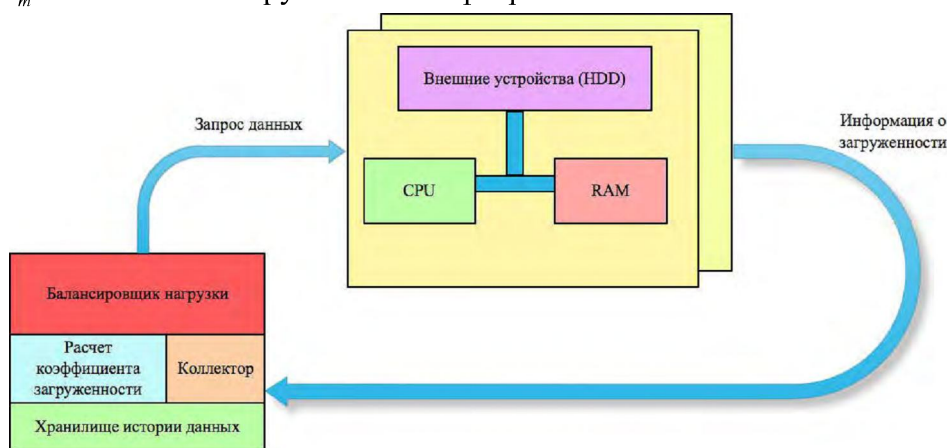 m
Внешние устройства (HDD)
Запрос данных
Информация о
загруженности
CPU
RAM
Балансировщик нагрузки
Расчет
коэффициента
загруженности
Коллектор
Хранилище истории данных